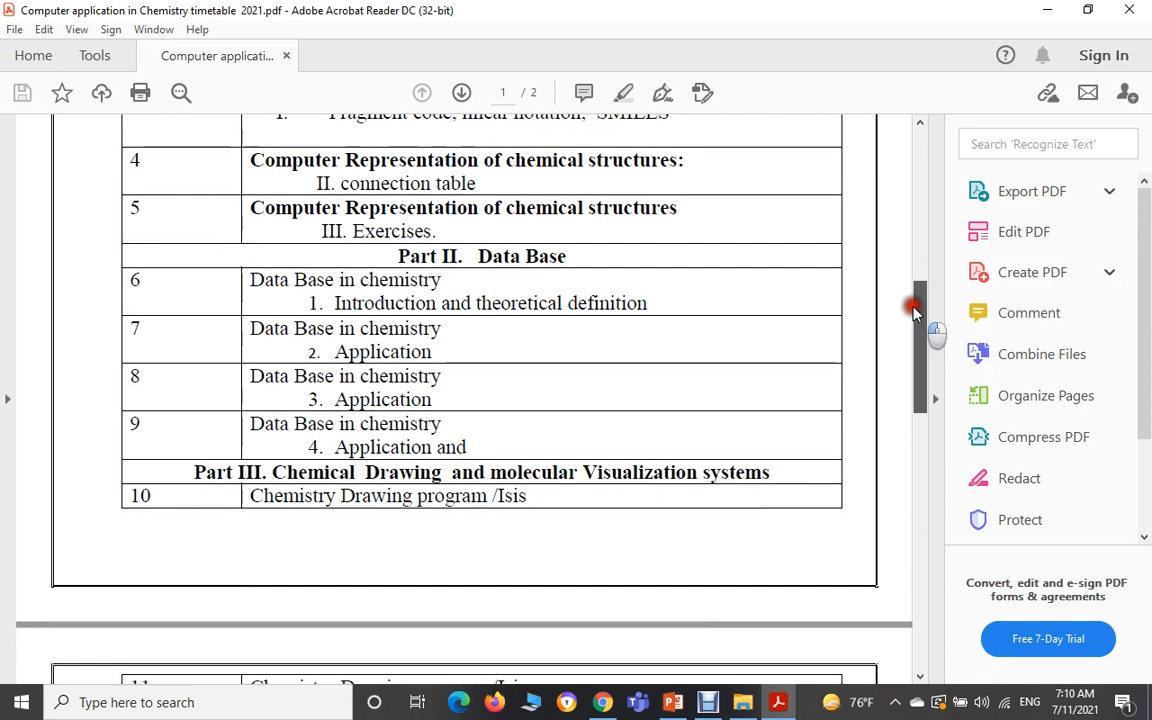 Computer application in Chemistry timetable 2021.pdf - Adobe Acrobat Reader DC (32-bit)
File Edit View Sign Window Help
Home Tools Computer applicati... × Sign In
1 / 2
I. Fragment code, linear notation, SMILES
4 Computer Representation of chemical structures:
II. connection table
5 Computer Representation of chemical structures
III. Exercises.
Part II. Data Base
6 Data Base in chemistry
1. Introduction and theoretical definition
7 Data Base in chemistry
2. Application
8 Data Base in chemistry
3. Application
9 Data Base in chemistry
4. Application and
Part III. Chemical Drawing and molecular Visualization systems
10 Chemistry Drawing program /Isis
Search 'Recognize Text'
Export PDF
Edit PDF
Create PDF
Comment
Combine Files
Organize Pages
Compress PDF
Redact
Protect
Convert, edit and e-sign PDF
forms & agreements
Free 7-Day Trial
Type here to search
76°F ENG 7:10 AM
7/11/2021